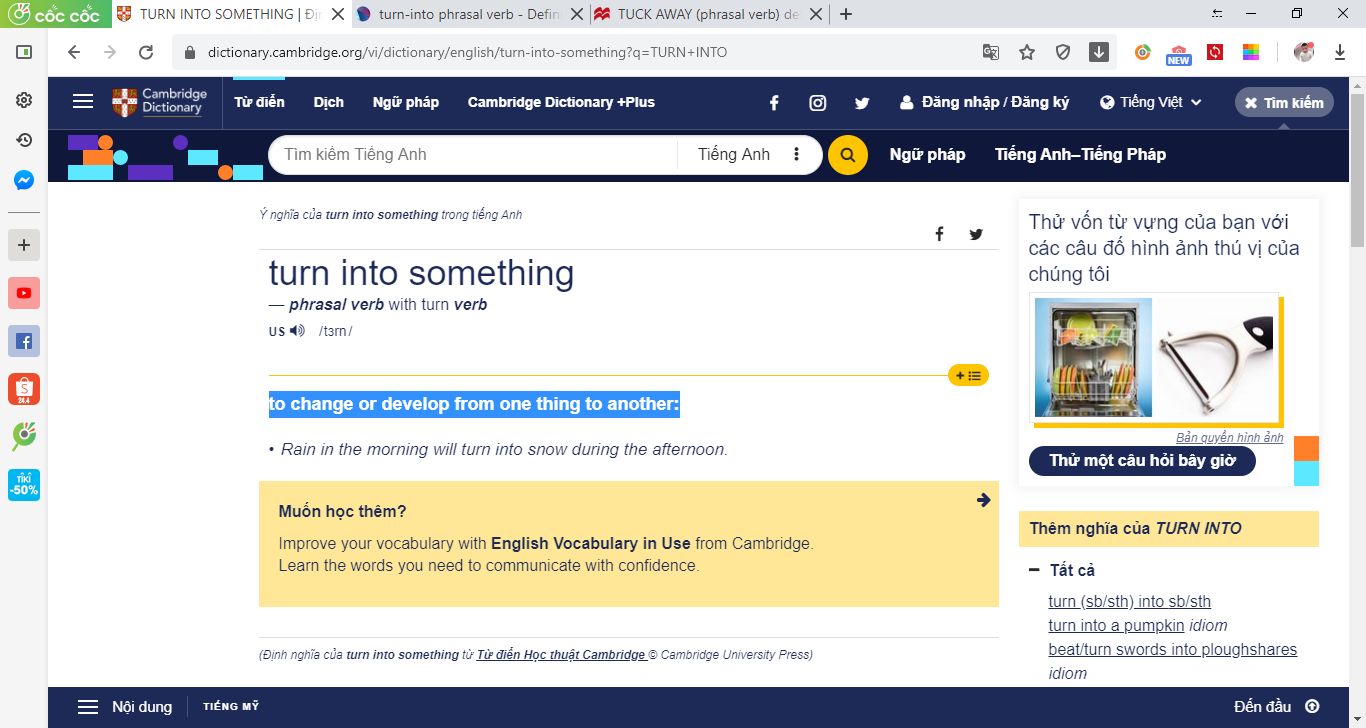 cốc cốc
TURN INTO SOMETHING | Đị
turn-into phrasal verb - Defini
TUCK AWAY (phrasal verb) de
dictionary.cambridge.org/vi/dictionary/english/turn-into-something?q=TURN+INTO
NEW
Cambridge
Dictionary
Từ điển
Dịch
Ngữ pháp
Cambridge Dictionary +Plus
Đăng nhập / Đăng ký
Tiếng Việt
Tìm kiếm
Tìm kiếm Tiếng Anh
Tiếng Anh
Ngữ pháp
Tiếng Anh–Tiếng Pháp
Ý nghĩa của turn into something trong tiếng Anh
turn into something
— phrasal verb with turn verb
US /tɜrn/
to change or develop from one thing to another:
• Rain in the morning will turn into snow during the afternoon.
Muốn học thêm?
Improve your vocabulary with English Vocabulary in Use from Cambridge.
Learn the words you need to communicate with confidence.
(Định nghĩa của turn into something từ Từ điển Học thuật Cambridge © Cambridge University Press)
Thử vốn từ vựng của bạn với
các câu đố hình ảnh thú vị của
chúng tôi
Bản quyền hình ảnh
Thử một câu hỏi bây giờ
Thêm nghĩa của TURN INTO
Tất cả
turn (sb/sth) into sb/sth
turn into a pumpkin idiom
beat/turn swords into ploughshares
idiom
S
24.4
TIKI
-50%
Nội dung
TIẾNG MỸ
Đến đầu